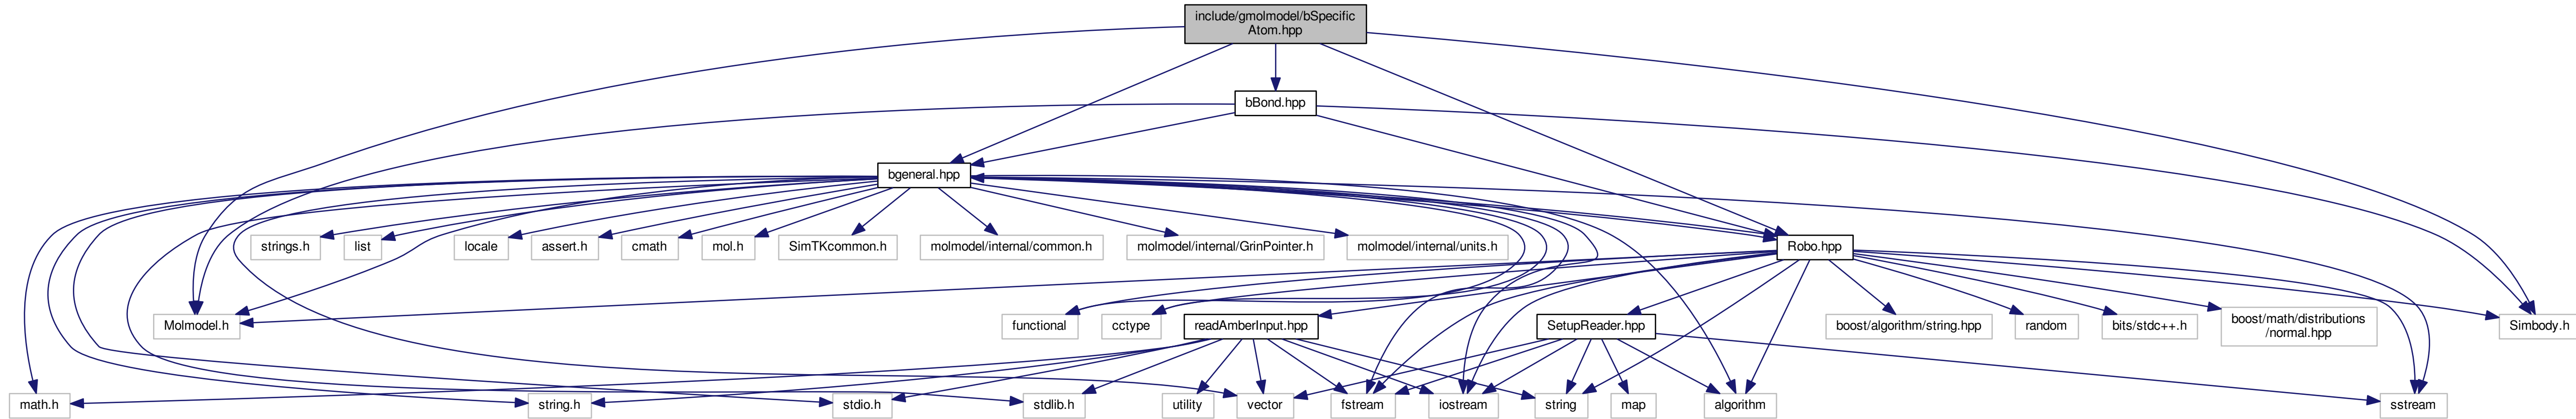 include/gmolmodel/bSpecific
Atom.hpp
bBond.hpp
bgeneral.hpp
strings.h
list
locale
assert.h
cmath
mol.h
SimTKcommon.h
molmodel/internal/common.h
molmodel/internal/GrinPointer.h
molmodel/internal/units.h
Robo.hpp
Molmodel.h
functional
cctype
readAmberInput.hpp
SetupReader.hpp
boost/algorithm/string.hpp
random
bits/stdc++.h
boost/math/distributions
/normal.hpp
Simbody.h
math.h
string.h
stdio.h
stdlib.h
utility
vector
fstream
iostream
string
map
algorithm
sstream